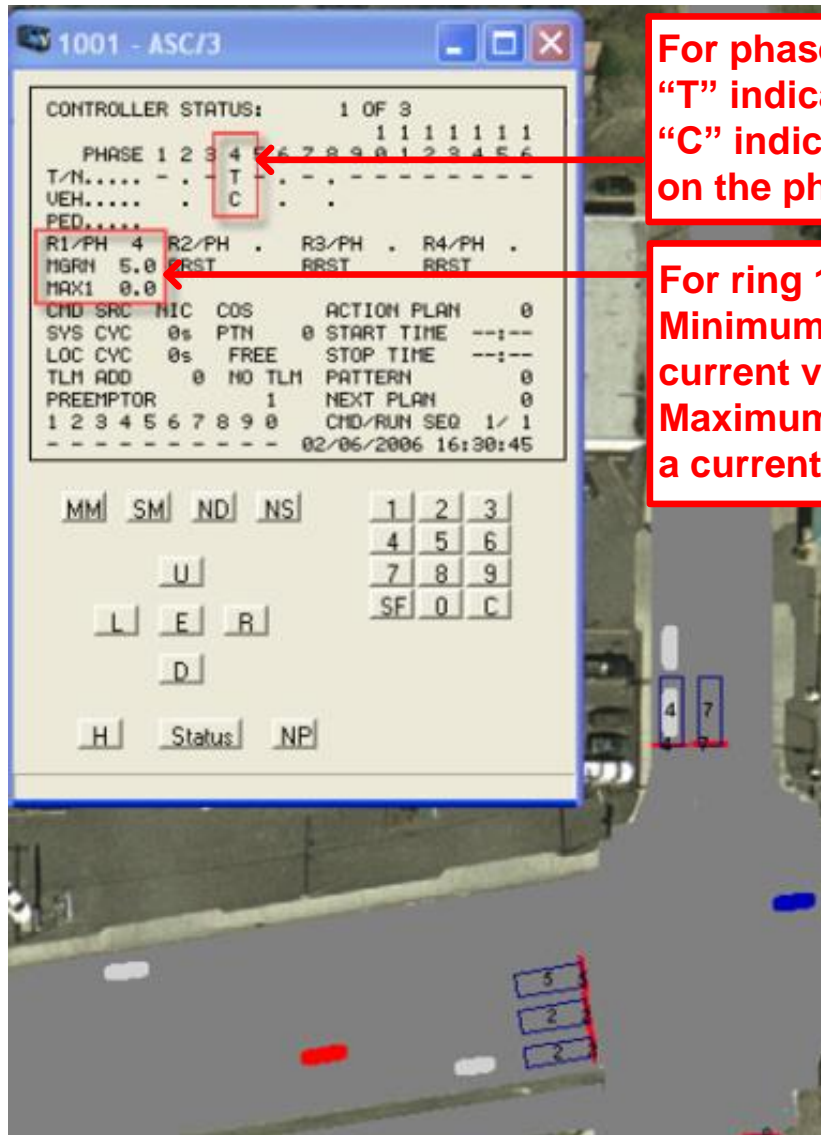 1001 - ASC/3
CONTROLLER STATUS: 1 OF 3
1 1 1 1 1 1 1
PHASE 1 2 3 4 5 6 7 8 9 0 1 2 3 4 5 6
T/N..... - . - T - . - . - - - - - - - -
VEH..... . C . .
PED.....
R1/PH 4 R2/PH . R3/PH . R4/PH .
MGRN 5.0 RRST RRST RRST
MAX1 0.0
CMD SRC NIC COS ACTION PLAN 0
SYS CYC 0s PTN 0 START TIME --:--
LOC CYC 0s FREE STOP TIME --:--
TLM ADD 0 NO TLM PATTERN 0
PREEMPTOR 1 NEXT PLAN 0
1 2 3 4 5 6 7 8 9 0 CMD/RUN SEQ 1/ 1
- - - - - - - - - - 02/06/2006 16:30:45
MM SM ND NS 1 2 3
4 5 6
U 7 8 9
SF 0 C
L E R
D
H Status NP
For phase
"T" indica
"C" indic
on the ph
For ring 1
Minimum
current v
Maximum
a current
4 7
4 7
5
2
2